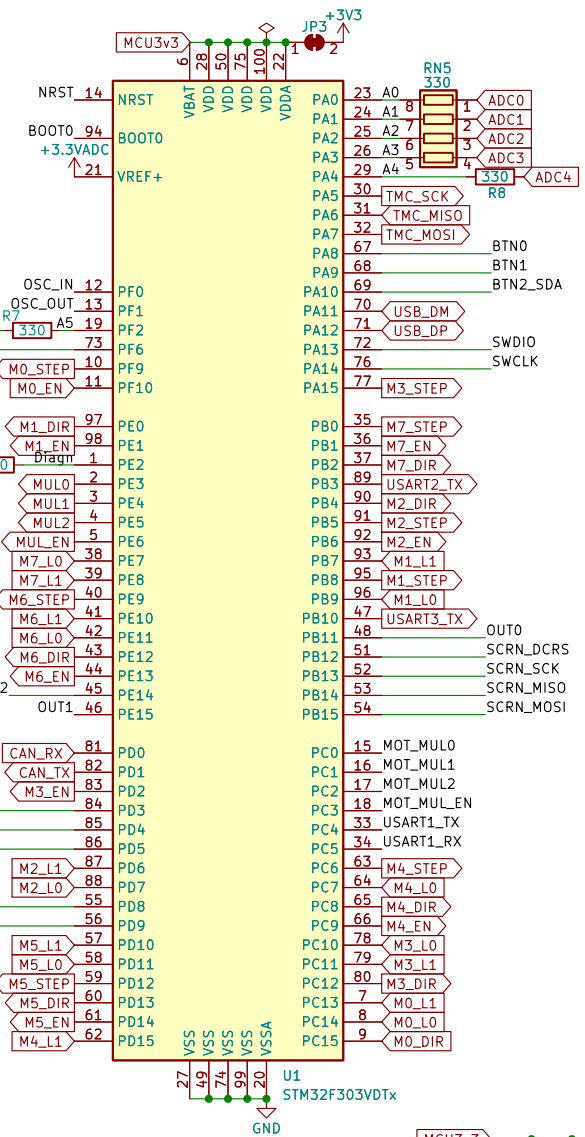 +3V3
JP3
MCU3v3
1 2
6 28 50 75 100 22
VBAT VDD VDD VDD VDD VDDA
RN5
330
NRST 14 NRST PA0 23 A0 8 1 ADC0
PA1 24 A1 7 2 ADC1
BOOT0 94 BOOT0 PA2 25 A2 6 3 ADC2
+3.3VADC PA3 26 A3 5 4 ADC3
21 VREF+ PA4 29 A4 330 ADC4
R8
PA5 30 TMC_SCK
PA6 31 TMC_MISO
PA7 32 TMC_MOSI
PA8 67 BTN0
PA9 68 BTN1
OSC_IN 12 PF0 PA10 69 BTN2_SDA
OSC_OUT 13 PF1 PA11 70 USB_DM
R7 330 A5 19 PF2 PA12 71 USB_DP
73 PF6 PA13 72 SWDIO
M0_STEP 10 PF9 PA14 76 SWCLK
M0_EN 11 PF10 PA15 77 M3_STEP
M1_DIR 97 PE0 PB0 35 M7_STEP
M1_EN 98 PE1 PB1 36 M7_EN
0 Diagn 1 PE2 PB2 37 M7_DIR
MUL0 2 PE3 PB3 89 USART2_TX
MUL1 3 PE4 PB4 90 M2_DIR
MUL2 4 PE5 PB5 91 M2_STEP
MUL_EN 5 PE6 PB6 92 M2_EN
M7_L0 38 PE7 PB7 93 M1_L1
M7_L1 39 PE8 PB8 95 M1_STEP
M6_STEP 40 PE9 PB9 96 M1_L0
M6_L1 41 PE10 PB10 47 USART3_TX
M6_L0 42 PE11 PB11 48 OUT0
M6_DIR 43 PE12 PB12 51 SCRN_DCRS
M6_EN 44 PE13 PB13 52 SCRN_SCK
2 45 PE14 PB14 53 SCRN_MISO
OUT1 46 PE15 PB15 54 SCRN_MOSI
CAN_RX 81 PD0 PC0 15 MOT_MUL0
CAN_TX 82 PD1 PC1 16 MOT_MUL1
M3_EN 83 PD2 PC2 17 MOT_MUL2
84 PD3 PC3 18 MOT_MUL_EN
85 PD4 PC4 33 USART1_TX
86 PD5 PC5 34 USART1_RX
M2_L1 87 PD6 PC6 63 M4_STEP
M2_L0 88 PD7 PC7 64 M4_L0
55 PD8 PC8 65 M4_DIR
56 PD9 PC9 66 M4_EN
M5_L1 57 PD10 PC10 78 M3_L0
M5_L0 58 PD11 PC11 79 M3_L1
M5_STEP 59 PD12 PC12 80 M3_DIR
M5_DIR 60 PD13 PC13 7 M0_L1
M5_EN 61 PD14 PC14 8 M0_L0
M4_L1 62 PD15 PC15 9 M0_DIR
VSS VSS VSS VSS VSSA
27 49 74 99 20
U1
STM32F303VDTx
GND